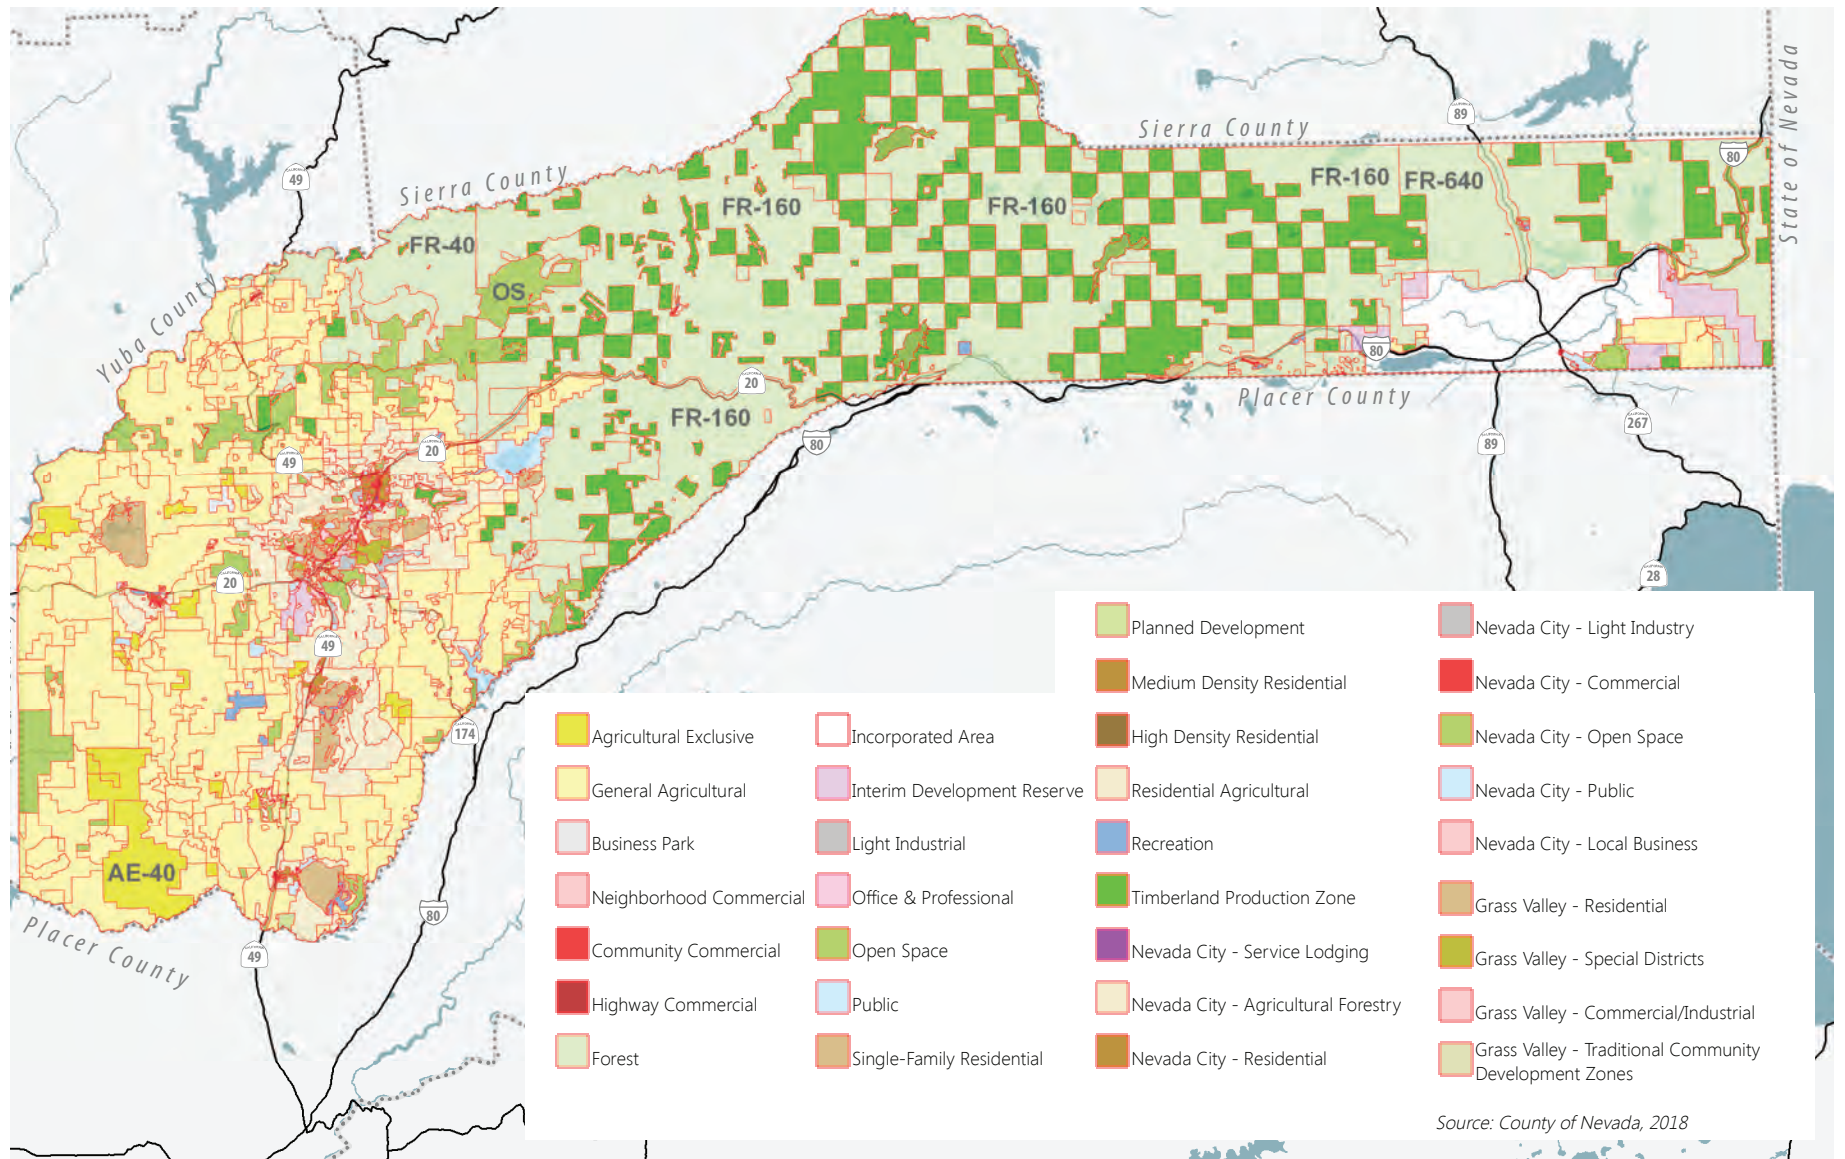 Sierra County
Sierra County
State of Nevada
Yuba County
Placer County
Placer County
FR-160
FR-640
FR-160
FR-160
FR-40
OS
FR-160
AE-40
89
80
49
20
80
267
89
80
20
49
20
28
49
174
80
49
Planned Development
Medium Density Residential
High Density Residential
Residential Agricultural
Recreation
Timberland Production Zone
Nevada City - Service Lodging
Nevada City - Agricultural Forestry
Nevada City - Residential
Nevada City - Light Industry
Nevada City - Commercial
Nevada City - Open Space
Nevada City - Public
Nevada City - Local Business
Grass Valley - Residential
Grass Valley - Special Districts
Grass Valley - Commercial/Industrial
Grass Valley - Traditional Community
Development Zones
Agricultural Exclusive
General Agricultural
Business Park
Neighborhood Commercial
Community Commercial
Highway Commercial
Forest
Incorporated Area
Interim Development Reserve
Light Industrial
Office & Professional
Open Space
Public
Single-Family Residential
Source: County of Nevada, 2018